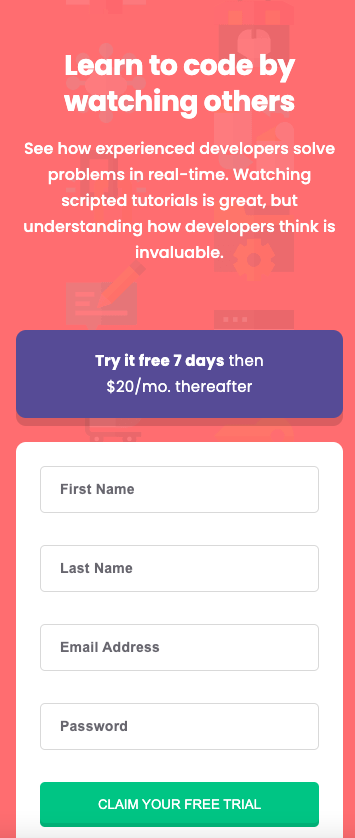 Learn to code by
watching others
See how experienced developers solve
problems in real-time. Watching
scripted tutorials is great, but
understanding how developers think is
invaluable.
Try it free 7 days then
$20/mo. thereafter
First Name
Last Name
Email Address
Password
CLAIM YOUR FREE TRIAL